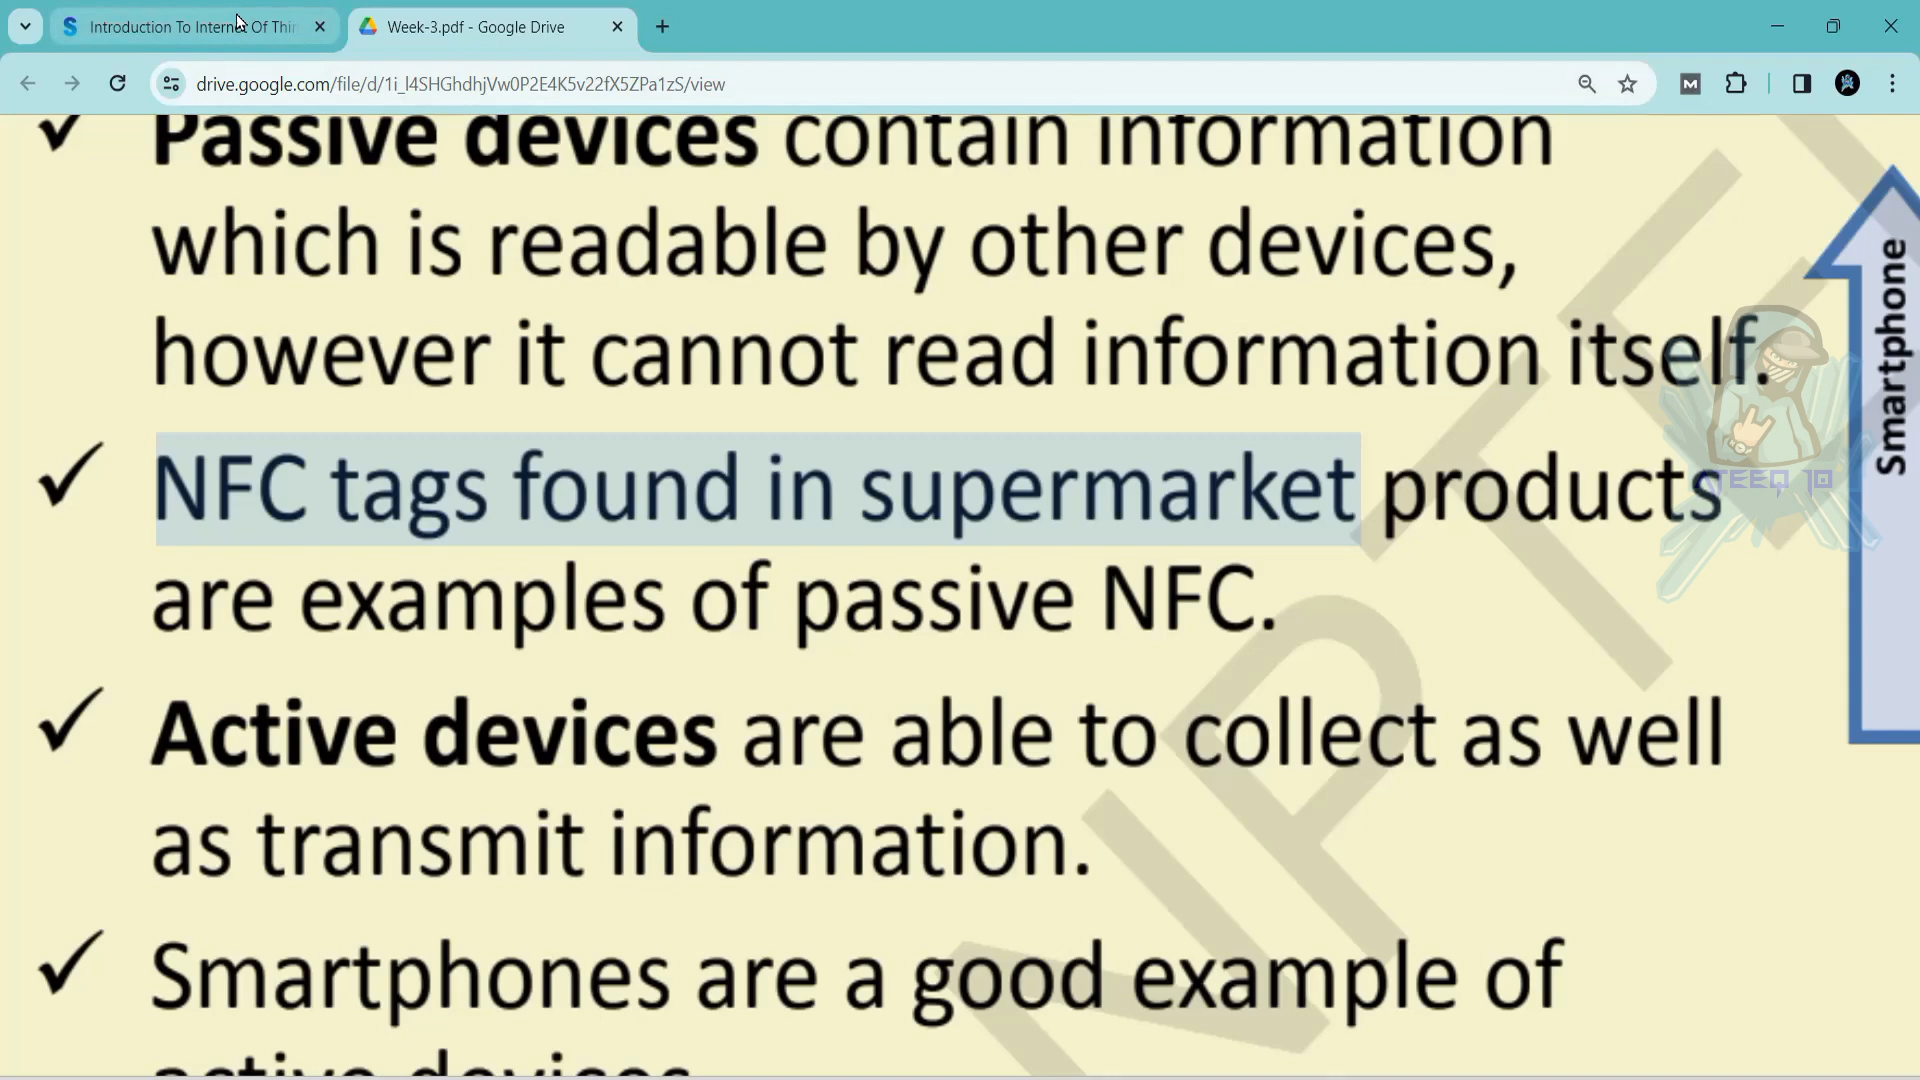 Introduction To Internet Of Thin
Week-3.pdf - Google Drive
drive.google.com/file/d/1i_l4SHGhdhjVw0P2E4K5v22fX5ZPa1zS/view
✓ Passive devices contain information
which is readable by other devices,
however it cannot read information itself.
✓ NFC tags found in supermarket products
are examples of passive NFC.
✓ Active devices are able to collect as well
as transmit information.
✓ Smartphones are a good example of
active devices.
Smartphone
ATEEQ 10
NPTEL